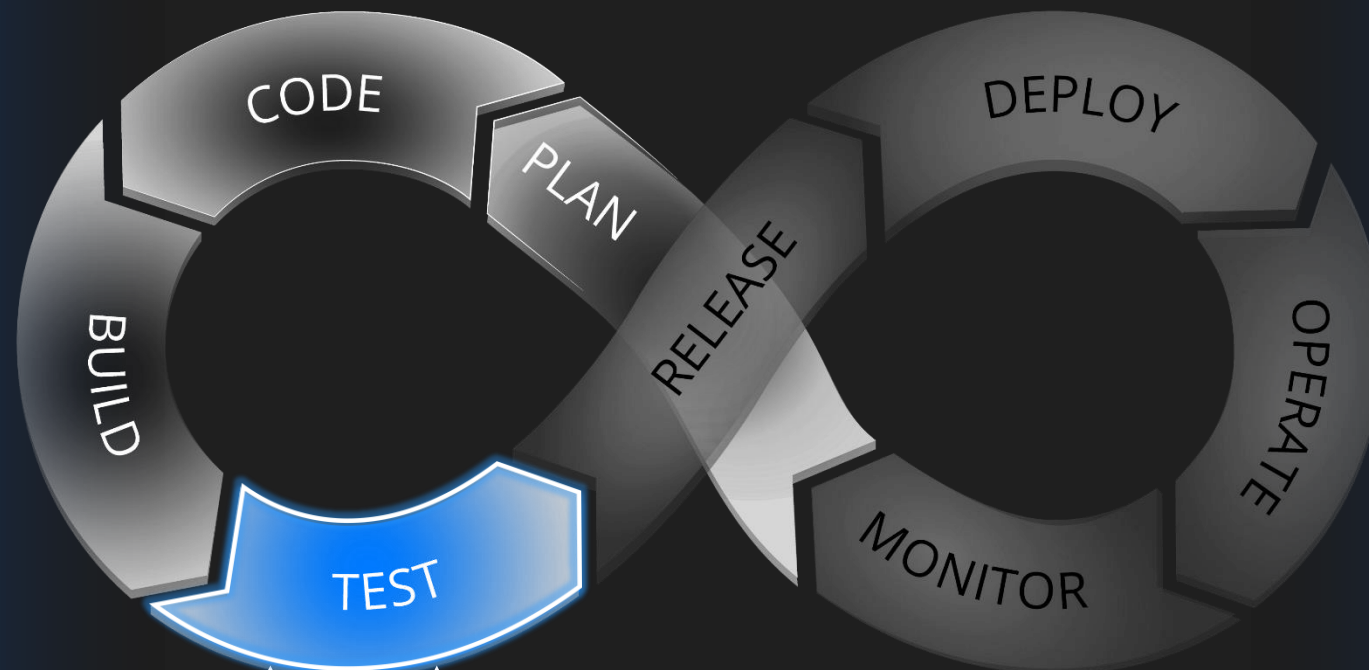 CODE
PLAN
BUILD
TEST
RELEASE
DEPLOY
OPERATE
MONITOR